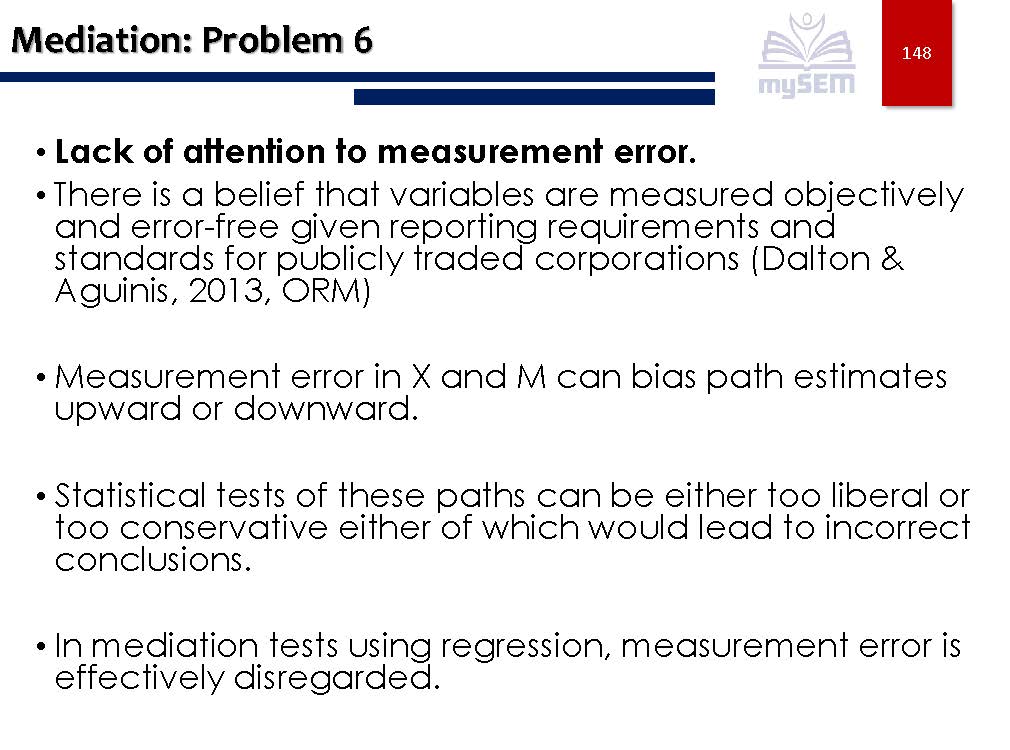 Mediation: Problem 6
mySEM
148
• Lack of attention to measurement error.
• There is a belief that variables are measured objectively
and error-free given reporting requirements and
standards for publicly traded corporations (Dalton &
Aguinis, 2013, ORM)
• Measurement error in X and M can bias path estimates
upward or downward.
• Statistical tests of these paths can be either too liberal or
too conservative either of which would lead to incorrect
conclusions.
• In mediation tests using regression, measurement error is
effectively disregarded.